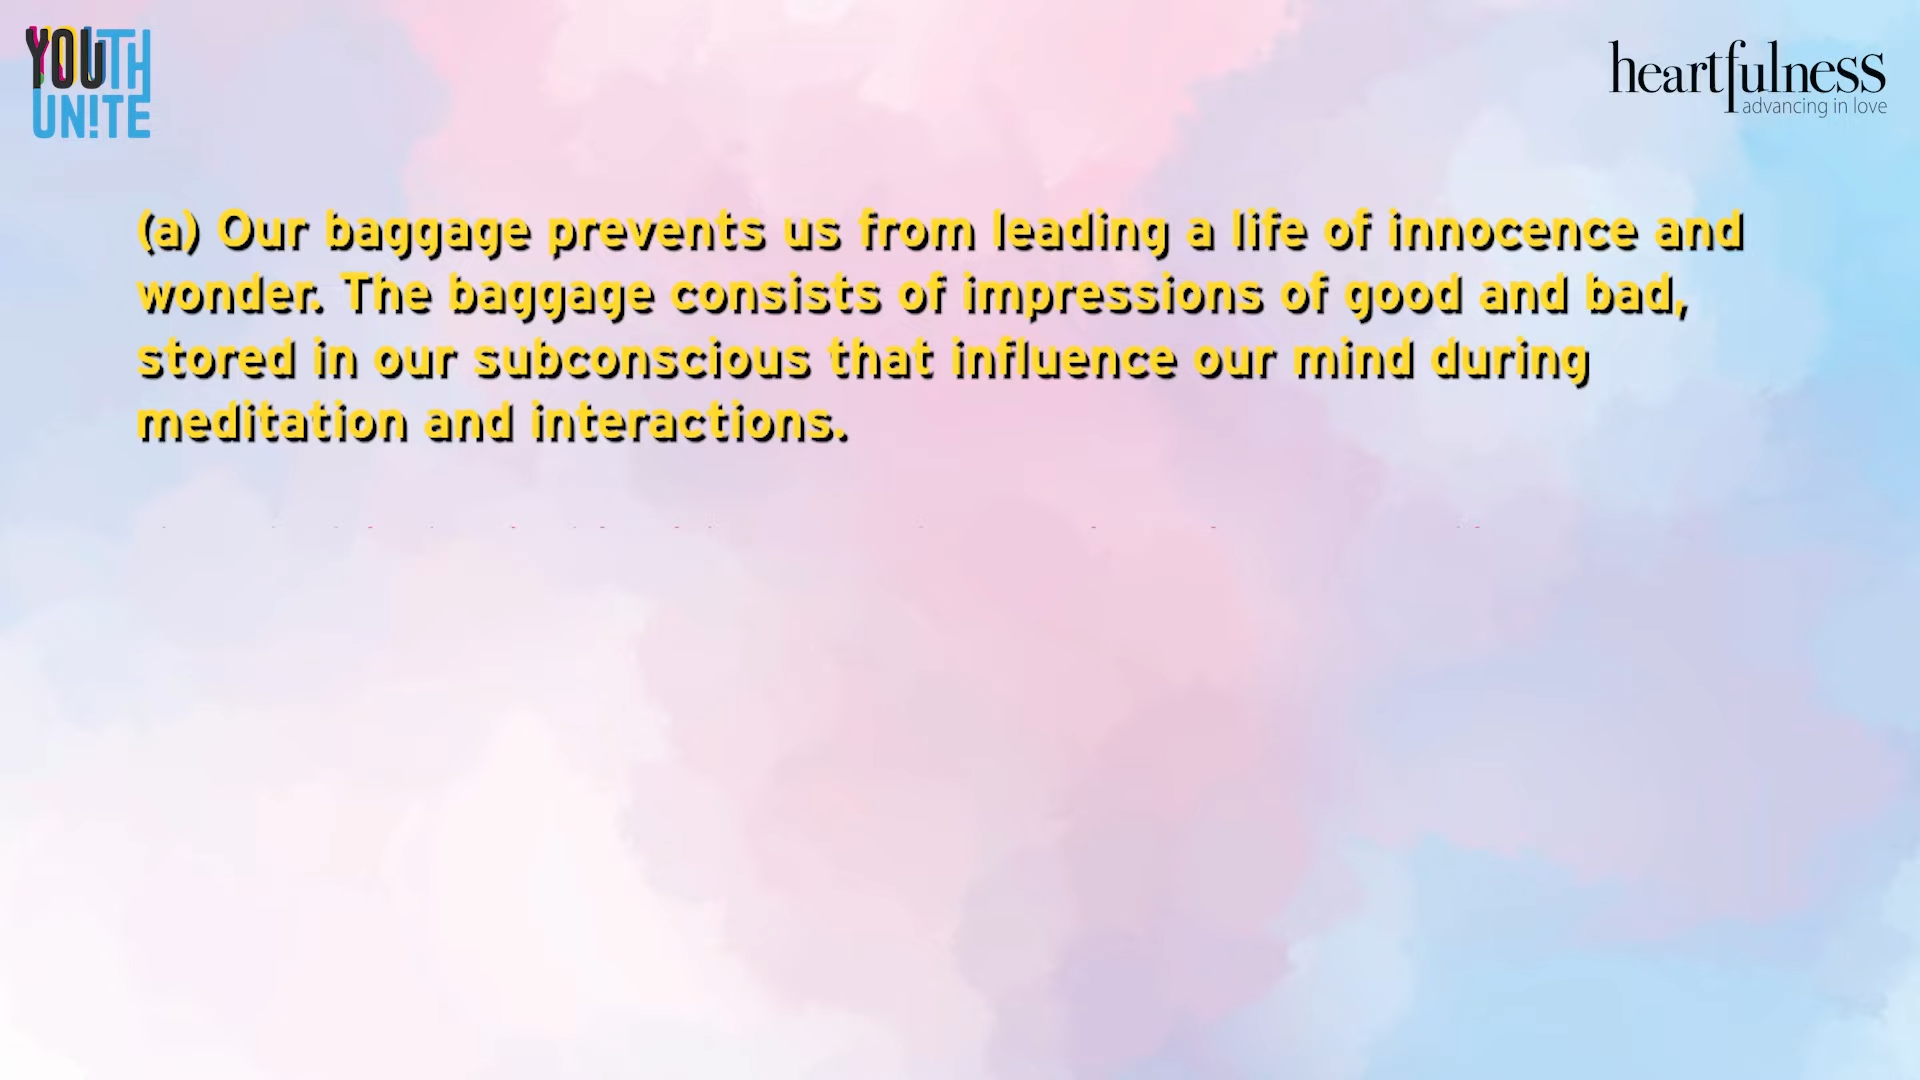 YOUTH
UN!TE
heartfulness
advancing in love
(a) Our baggage prevents us from leading a life of innocence and
wonder. The baggage consists of impressions of good and bad,
stored in our subconscious that influence our mind during
meditation and interactions.